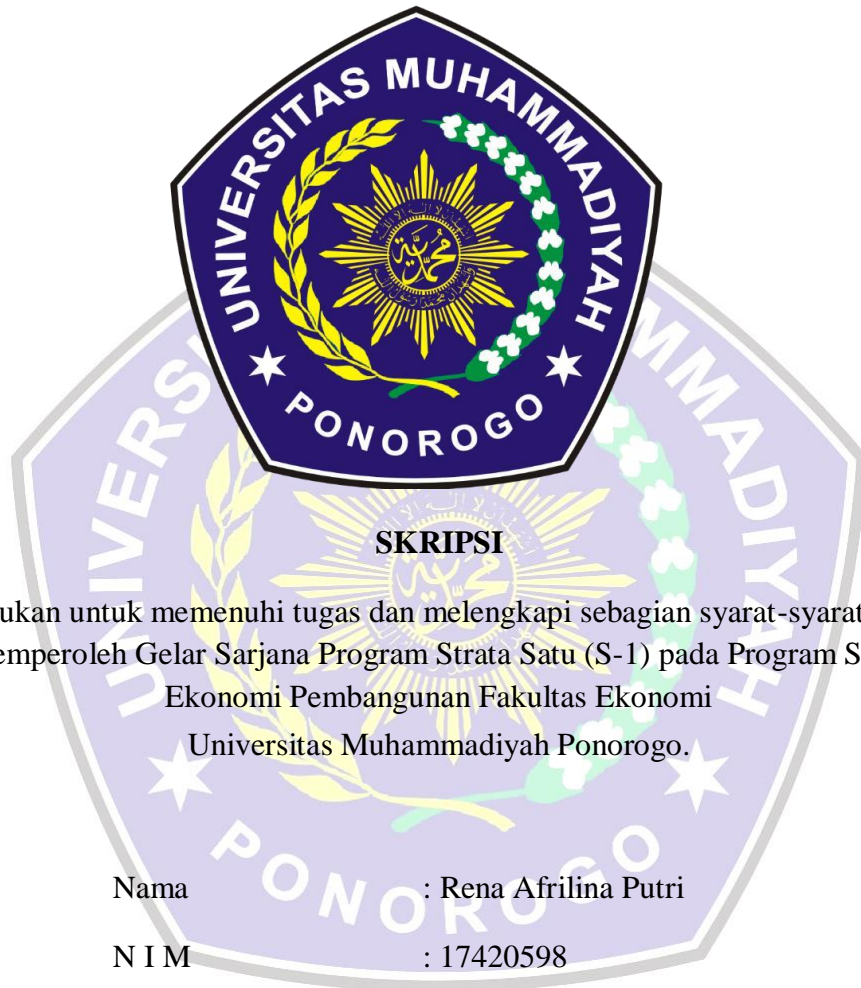 UNIVERSITAS MUHAMMADIYAH
PONOROGO
SKRIPSI
ukan untuk memenuhi tugas dan melengkapi sebagian syarat-syarat
emperoleh Gelar Sarjana Program Strata Satu (S-1) pada Program S
Ekonomi Pembangunan Fakultas Ekonomi
Universitas Muhammadiyah Ponorogo.
Nama : Rena Afrilina Putri
N I M : 17420598